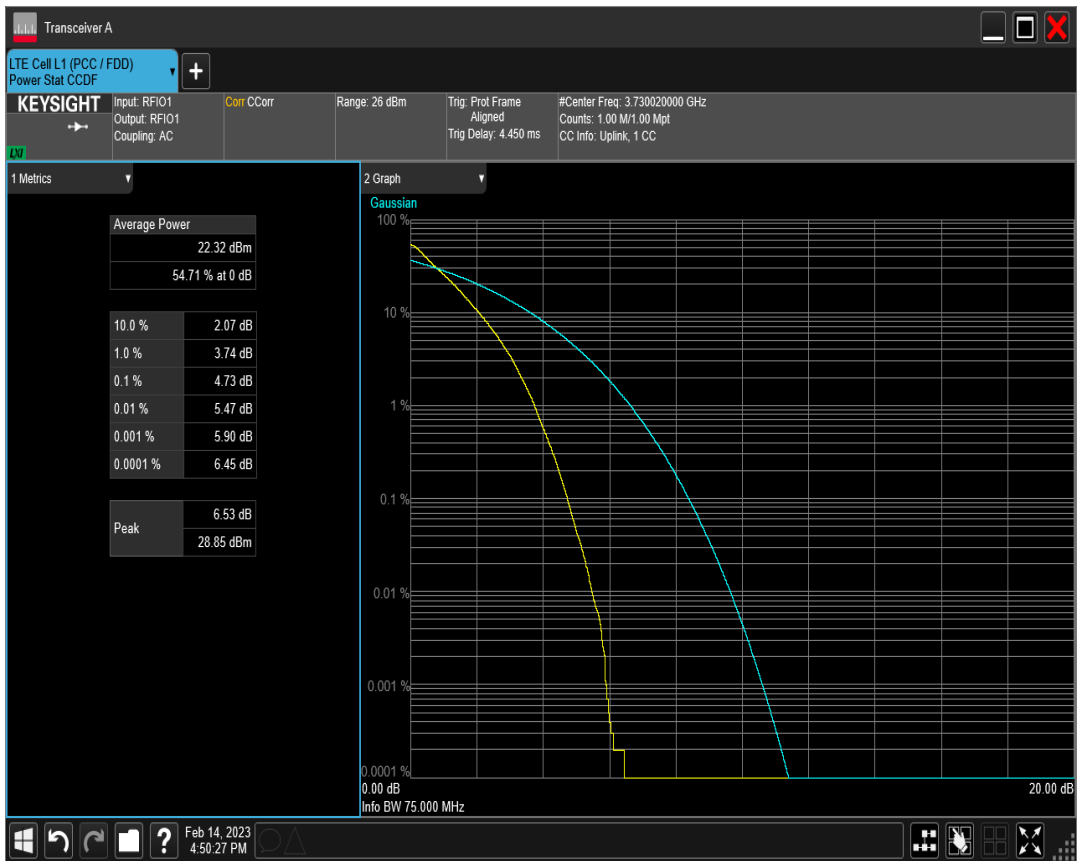 Transceiver A
LTE Cell L1 (PCC / FDD)
Power Stat CCDF
KEYSIGHT
LXI
Input: RFIO1
Output: RFIO1
Coupling: AC
Corr CCorr
Range: 26 dBm
Trig: Prot Frame
Aligned
Trig Delay: 4.450 ms
#Center Freq: 3.730020000 GHz
Counts: 1.00 M/1.00 Mpt
CC Info: Uplink, 1 CC
1 Metrics
Average Power
22.32 dBm
54.71 % at 0 dB
10.0 % 2.07 dB
1.0 % 3.74 dB
0.1 % 4.73 dB
0.01 % 5.47 dB
0.001 % 5.90 dB
0.0001 % 6.45 dB
Peak
6.53 dB
28.85 dBm
2 Graph
Gaussian
100 %
10 %
1 %
0.1 %
0.01 %
0.001 %
0.0001 %
0.00 dB 20.00 dB
Info BW 75.000 MHz
? Feb 14, 2023
4:50:27 PM